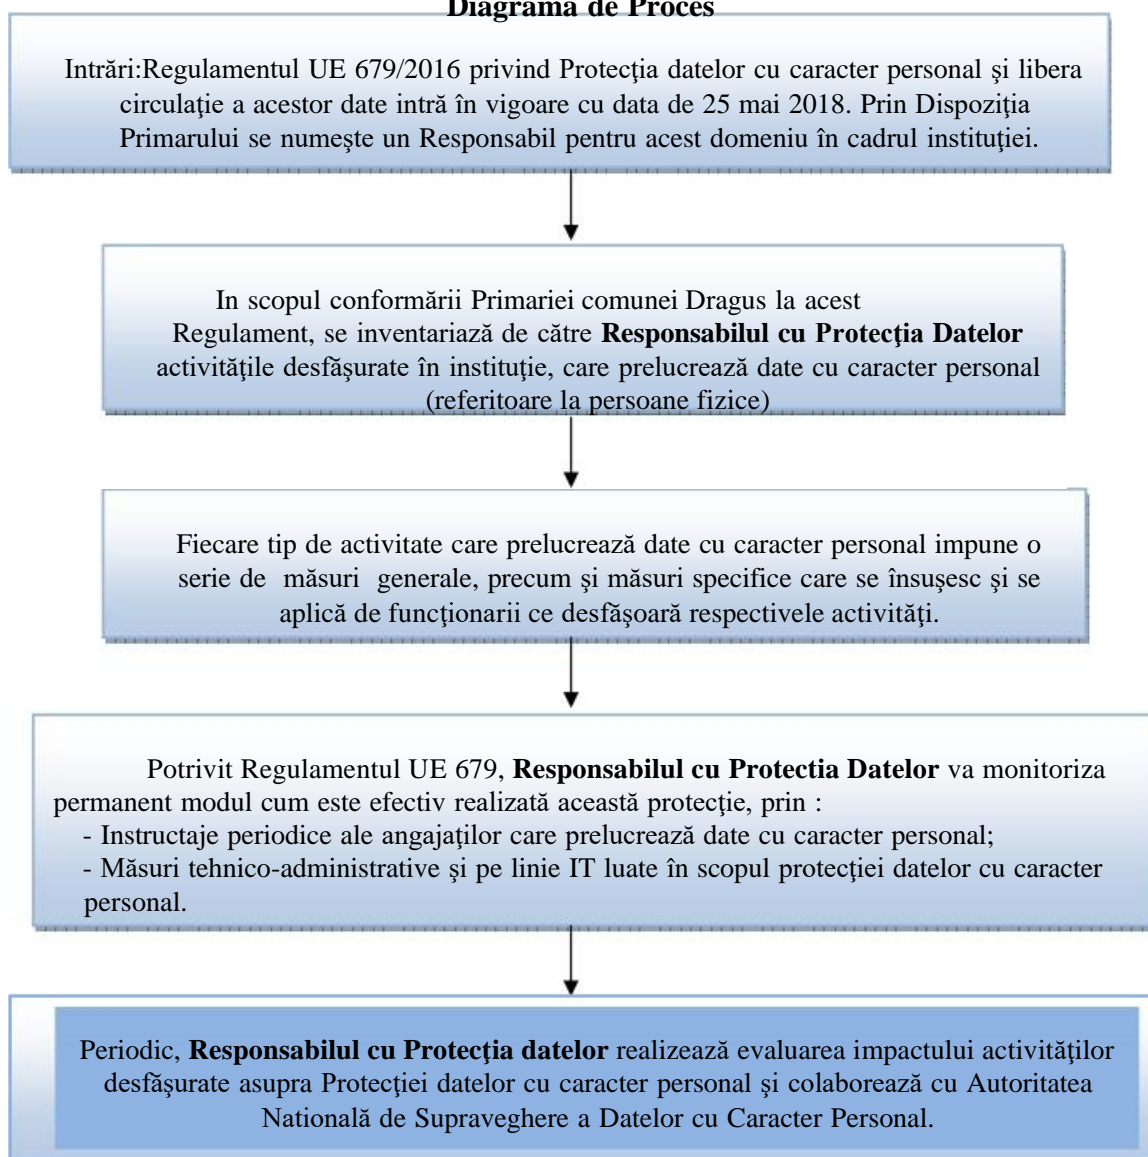 Diagrama de Proces
Intrări:Regulamentul UE 679/2016 privind Protecţia datelor cu caracter personal şi libera
circulaţie a acestor date intră în vigoare cu data de 25 mai 2018. Prin Dispoziţia
Primarului se numeşte un Responsabil pentru acest domeniu în cadrul instituţiei.
In scopul conformării Primariei comunei Dragus la acest
Regulament, se inventariază de către Responsabilul cu Protecţia Datelor
activităţile desfăşurate în instituţie, care prelucrează date cu caracter personal
(referitoare la persoane fizice)
Fiecare tip de activitate care prelucrează date cu caracter personal impune o
serie de măsuri generale, precum şi măsuri specifice care se însuşesc şi se
aplică de funcţionarii ce desfăşoară respectivele activităţi.
Potrivit Regulamentul UE 679, Responsabilul cu Protectia Datelor va monitoriza
permanent modul cum este efectiv realizată această protecţie, prin :
- Instructaje periodice ale angajaţilor care prelucrează date cu caracter personal;
- Măsuri tehnico-administrative şi pe linie IT luate în scopul protecţiei datelor cu caracter
personal.
Periodic, Responsabilul cu Protecţia datelor realizează evaluarea impactului activităţilor
desfăşurate asupra Protecţiei datelor cu caracter personal şi colaborează cu Autoritatea
Natională de Supraveghere a Datelor cu Caracter Personal.